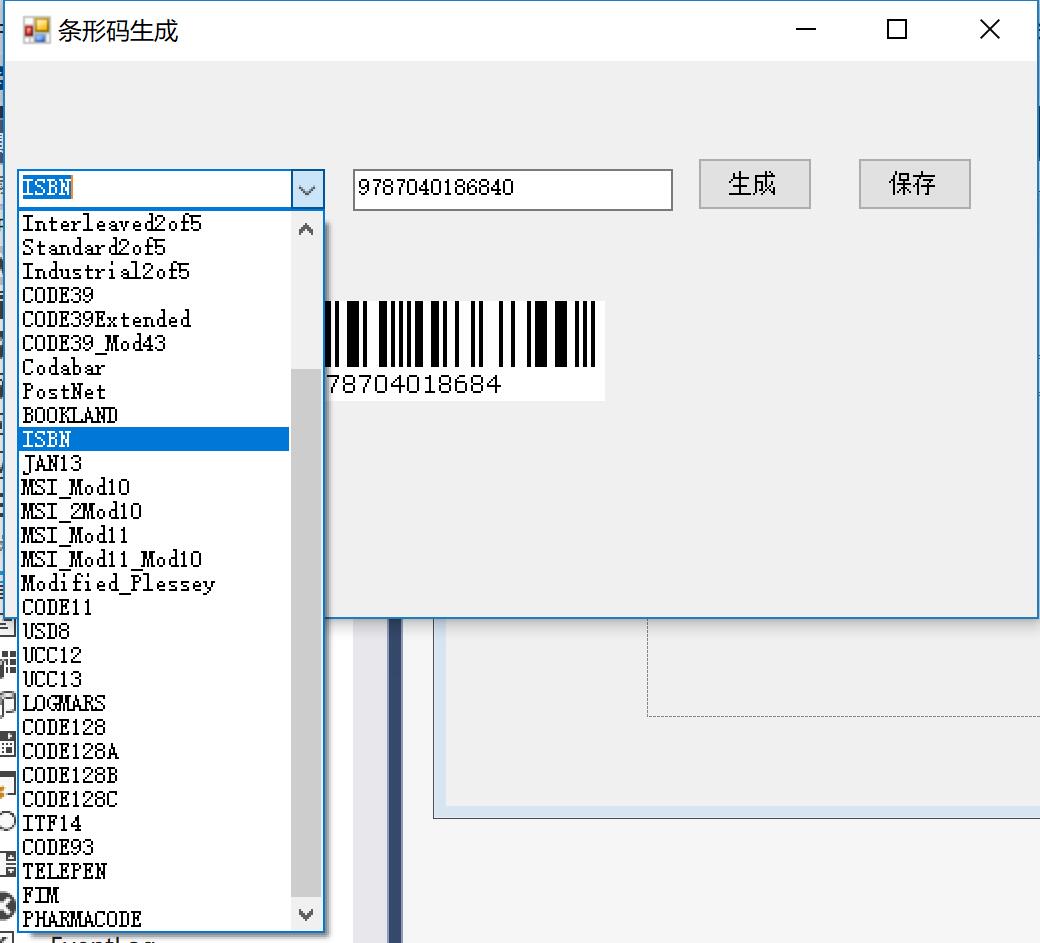 条形码生成
ISBN
9787040186840
生成
保存
Interleaved2of5
Standard2of5
Industrial2of5
CODE39
CODE39Extended
CODE39_Mod43
Codabar
PostNet
BOOKLAND
ISBN
JAN13
MSI_Mod10
MSI_2Mod10
MSI_Mod11
MSI_Mod11_Mod10
Modified_Plessey
CODE11
USD8
UCC12
UCC13
LOGMARS
CODE128
CODE128A
CODE128B
CODE128C
ITF14
CODE93
TELEPEN
FIM
PHARMACODE
78704018684
EventLog